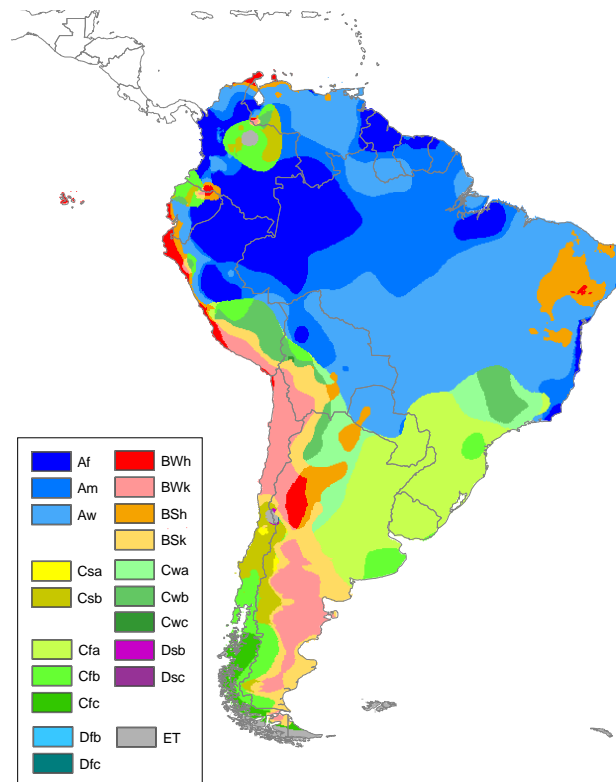 Af
Am
Aw
Csa
Csb
Cfa
Cfb
Cfc
Dfb
Dfc
BWh
BWk
BSh
BSk
Cwa
Cwb
Cwc
Dsb
Dsc
ET